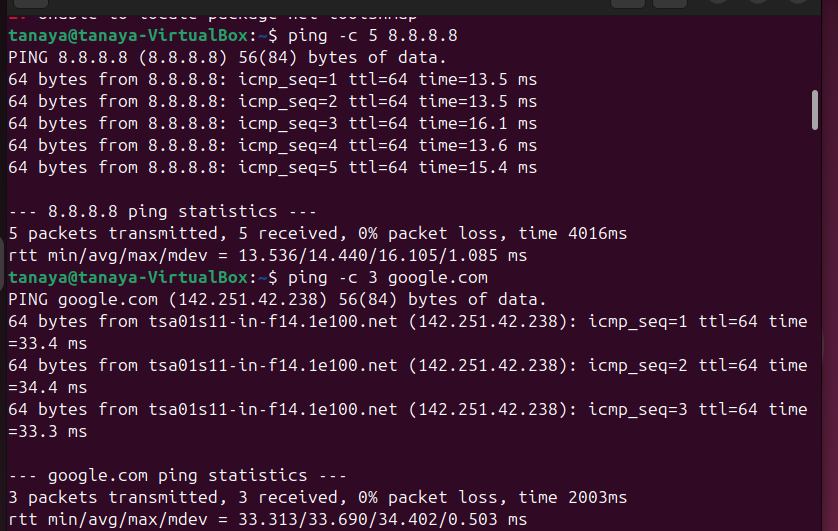 tanaya@tanaya-VirtualBox:~$ ping -c 5 8.8.8.8
PING 8.8.8.8 (8.8.8.8) 56(84) bytes of data.
64 bytes from 8.8.8.8: icmp_seq=1 ttl=64 time=13.5 ms
64 bytes from 8.8.8.8: icmp_seq=2 ttl=64 time=13.5 ms
64 bytes from 8.8.8.8: icmp_seq=3 ttl=64 time=16.1 ms
64 bytes from 8.8.8.8: icmp_seq=4 ttl=64 time=13.6 ms
64 bytes from 8.8.8.8: icmp_seq=5 ttl=64 time=15.4 ms
--- 8.8.8.8 ping statistics ---
5 packets transmitted, 5 received, 0% packet loss, time 4016ms
rtt min/avg/max/mdev = 13.536/14.440/16.105/1.085 ms
tanaya@tanaya-VirtualBox:~$ ping -c 3 google.com
PING google.com (142.251.42.238) 56(84) bytes of data.
64 bytes from tsa01s11-in-f14.1e100.net (142.251.42.238): icmp_seq=1 ttl=64 time
=33.4 ms
64 bytes from tsa01s11-in-f14.1e100.net (142.251.42.238): icmp_seq=2 ttl=64 time
=34.4 ms
64 bytes from tsa01s11-in-f14.1e100.net (142.251.42.238): icmp_seq=3 ttl=64 time
=33.3 ms
--- google.com ping statistics ---
3 packets transmitted, 3 received, 0% packet loss, time 2003ms
rtt min/avg/max/mdev = 33.313/33.690/34.402/0.503 ms